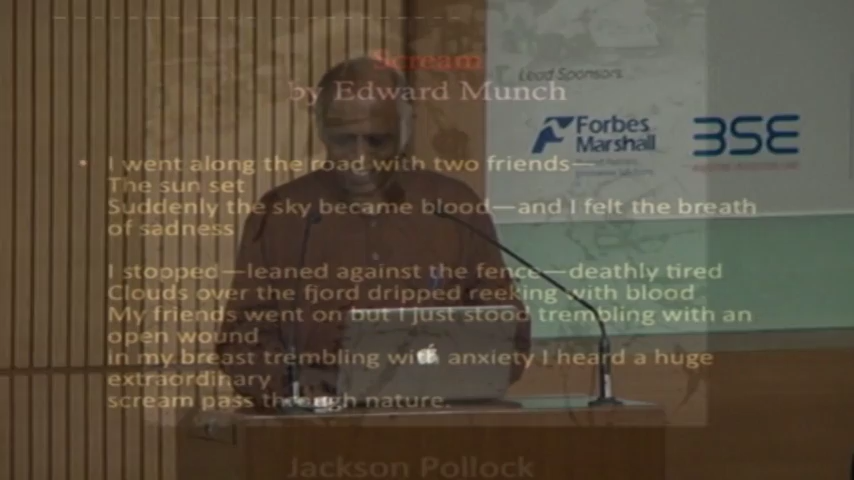 Scream
by Edward Munch
Lead Sponsors
Forbes
Marshall
BSE
• I went along the road with two friends—
The sun set
Suddenly the sky became blood—and I felt the breath
of sadness
I stopped—leaned against the fence—deathly tired
Clouds over the fjord dripped reeking with blood
My friends went on but I just stood trembling with an
open wound
in my breast trembling with anxiety I heard a huge
extraordinary
scream pass through nature.
Jackson Pollock